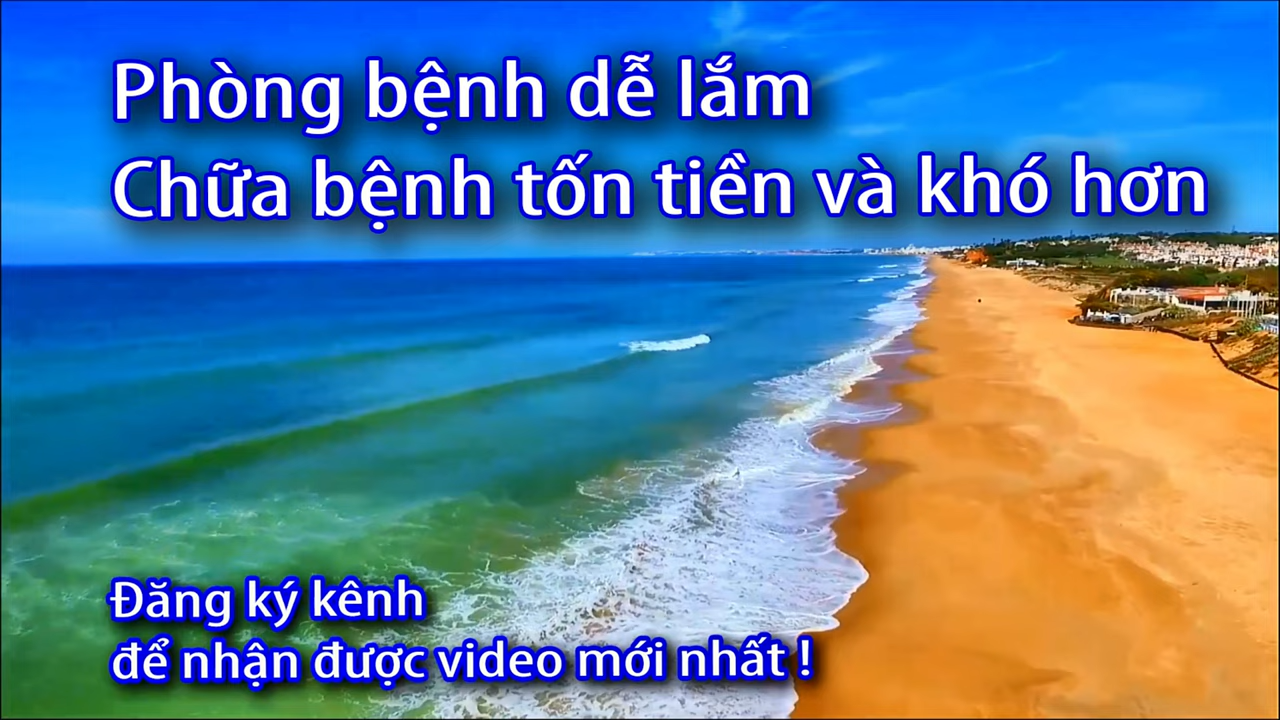 Phòng bệnh dễ lắm
Chữa bệnh tốn tiền và khó hơn
Đăng ký kênh
để nhận được video mới nhất !